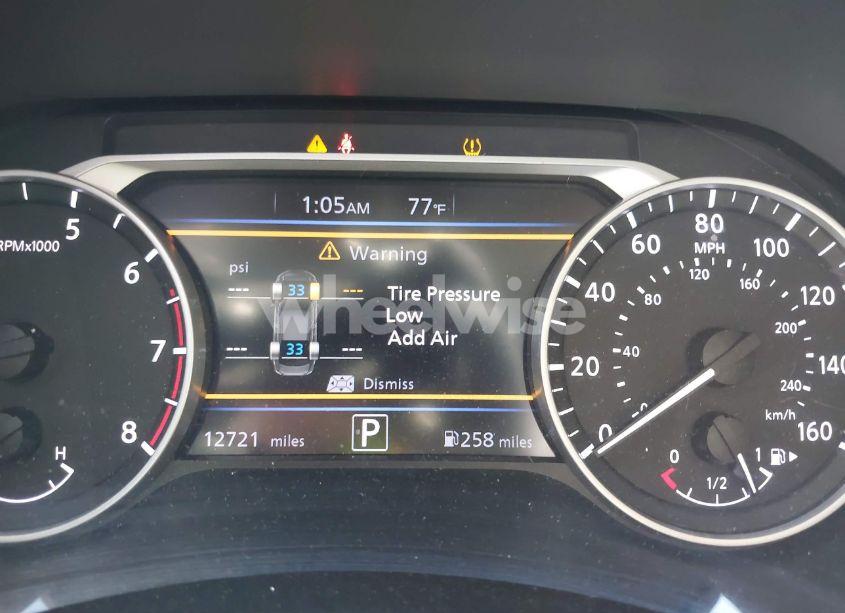 1:05AM 77°F
Warning
psi
--- 33 ---
Tire Pressure
Low
Add Air
--- 33 ---
Dismiss
12721 miles P 258 miles
RPMx1000
5
6
7
8
H
0
20
40
60
80
100
120
140
160
MPH
0
40
80
120
160
200
240
km/h
0
1/2
1
wheelwise